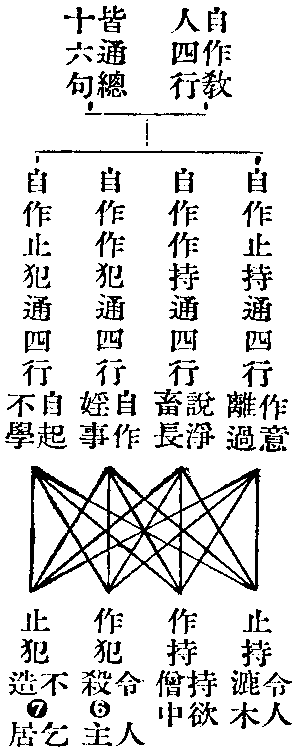 自作教
人四行
皆通總
十六句
自作止持通四行
作意
離過
自作作持通四行
說淨
畜長
自作作犯通四行
自作
婬事
自作止犯通四行
自起
不學
止持
令人
漉木
作持
持欲
僧中
作犯
令人
殺❻主
止犯
不乞
造❼居